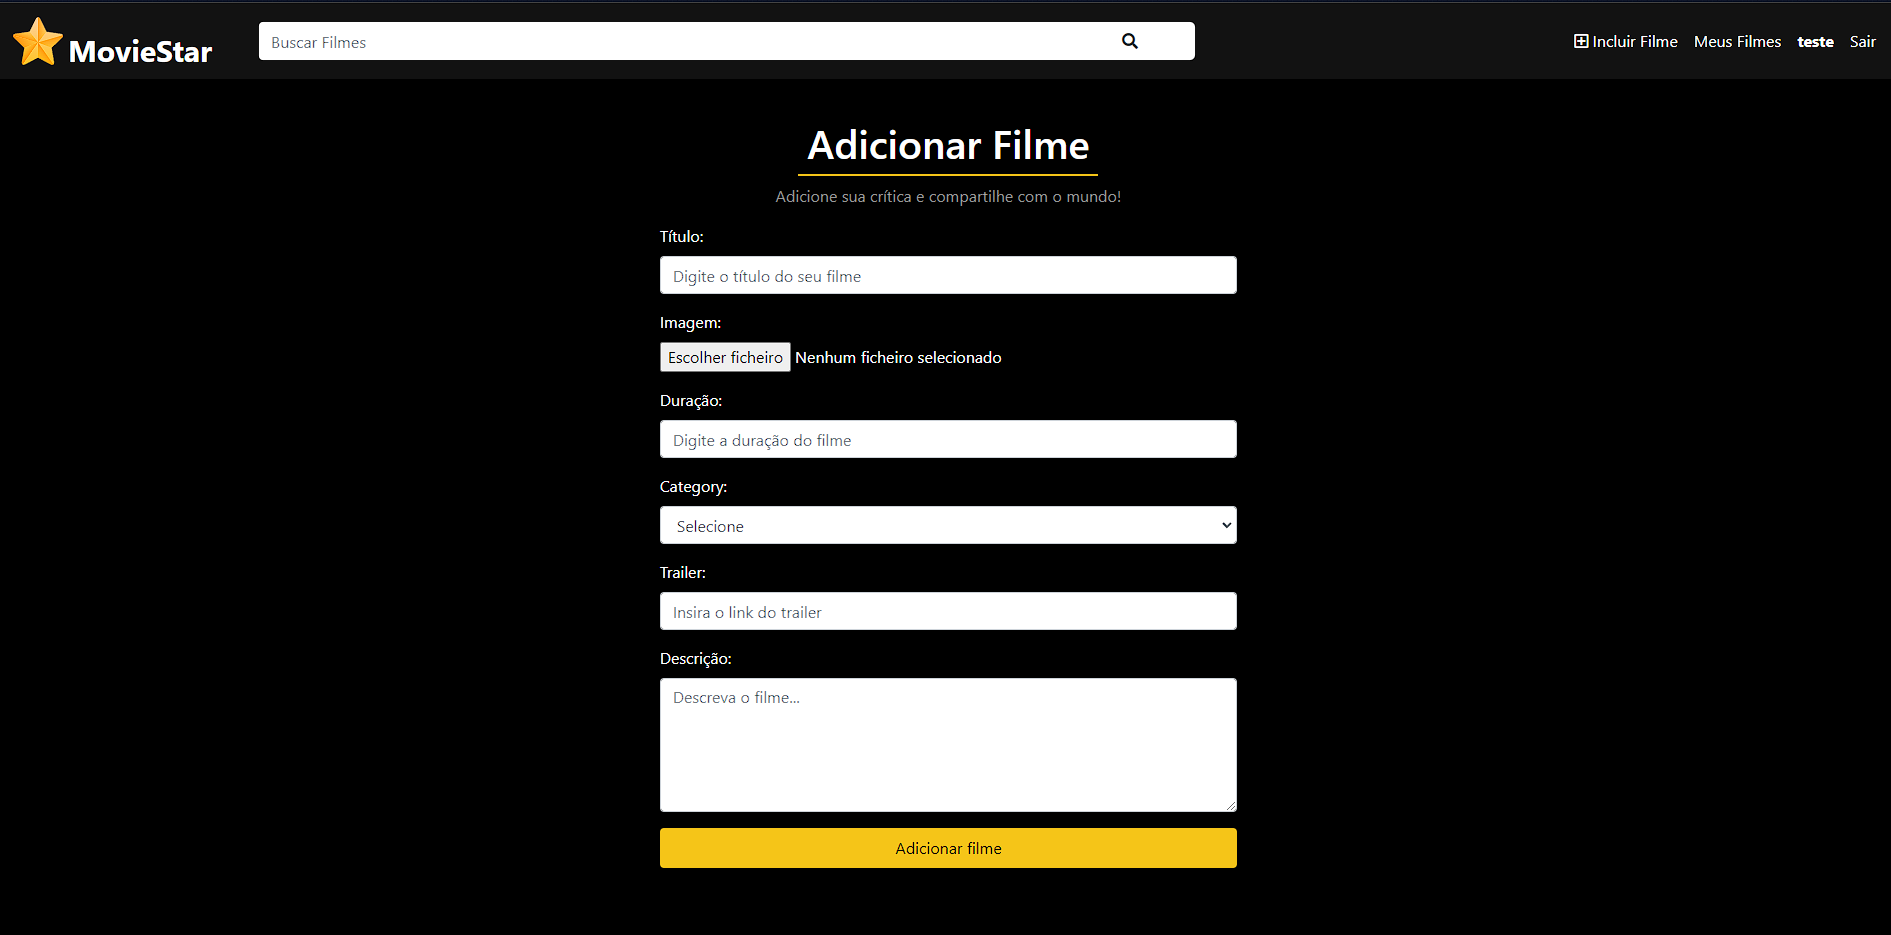 MovieStar
Buscar Filmes
Incluir Filme
Meus Filmes
teste
Sair
Adicionar Filme
Adicione sua crítica e compartilhe com o mundo!
Título:
Digite o título do seu filme
Imagem:
Escolher ficheiro Nenhum ficheiro selecionado
Duração:
Digite a duração do filme
Category:
Selecione
Trailer:
Insira o link do trailer
Descrição:
Descreva o filme...
Adicionar filme